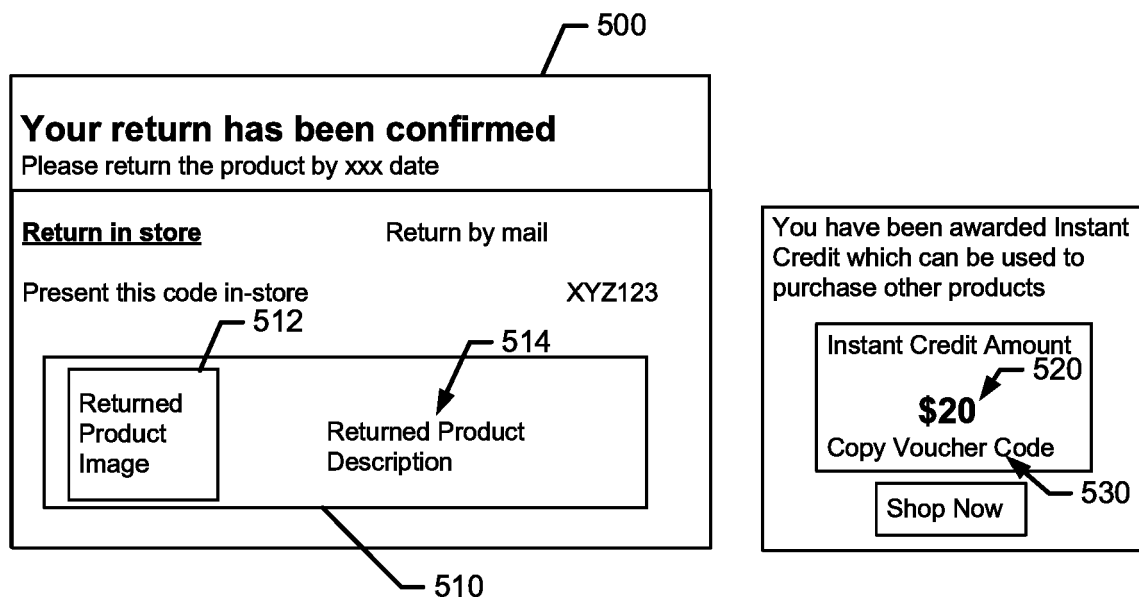 500
Your return has been confirmed
Please return the product by xxx date
Return in store
Return by mail
Present this code in-store
XYZ123
512
514
Returned
Product
Image
Returned Product
Description
510
You have been awarded Instant
Credit which can be used to
purchase other products
Instant Credit Amount
520
$20
Copy Voucher Code
530
Shop Now